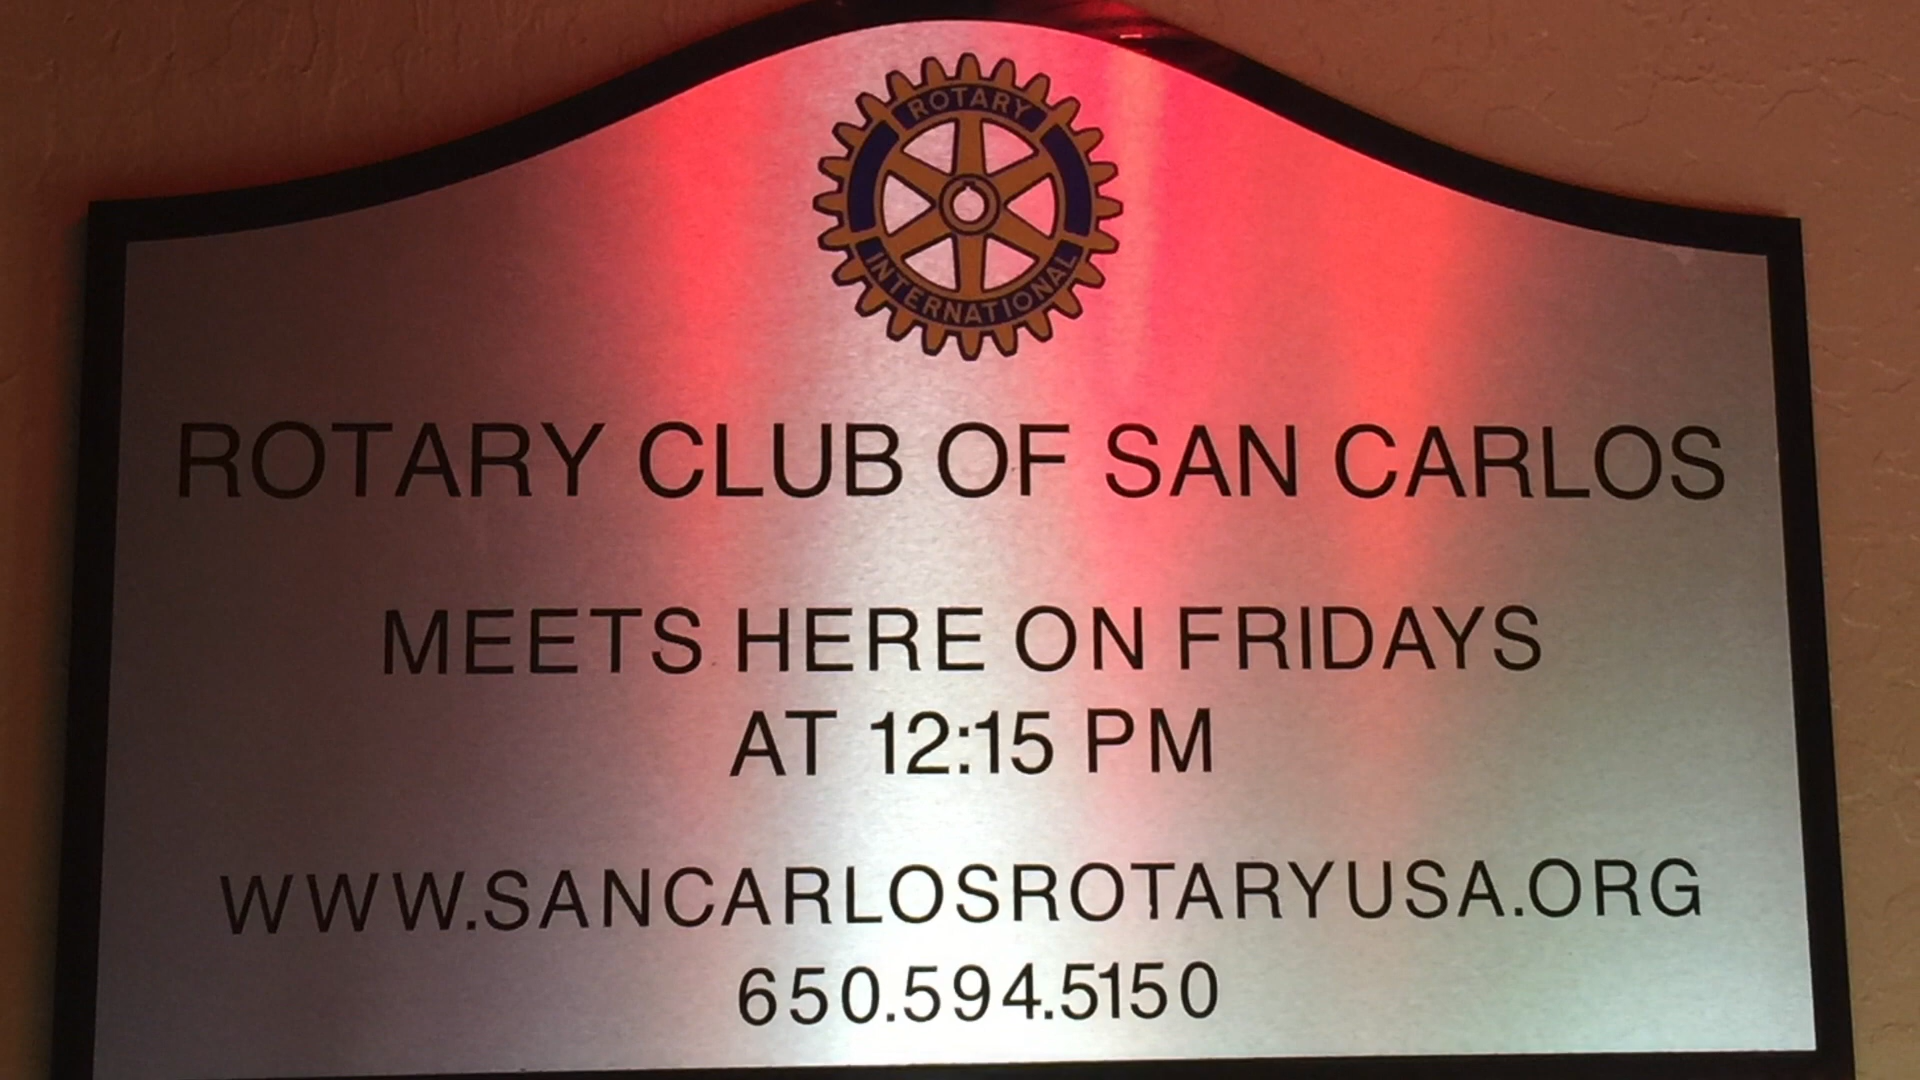 ROTARY
INTERNATIONAL
ROTARY CLUB OF SAN CARLOS
MEETS HERE ON FRIDAYS
AT 12:15 PM
WWW.SANCARLOSROTARYUSA.ORG
650.594.5150